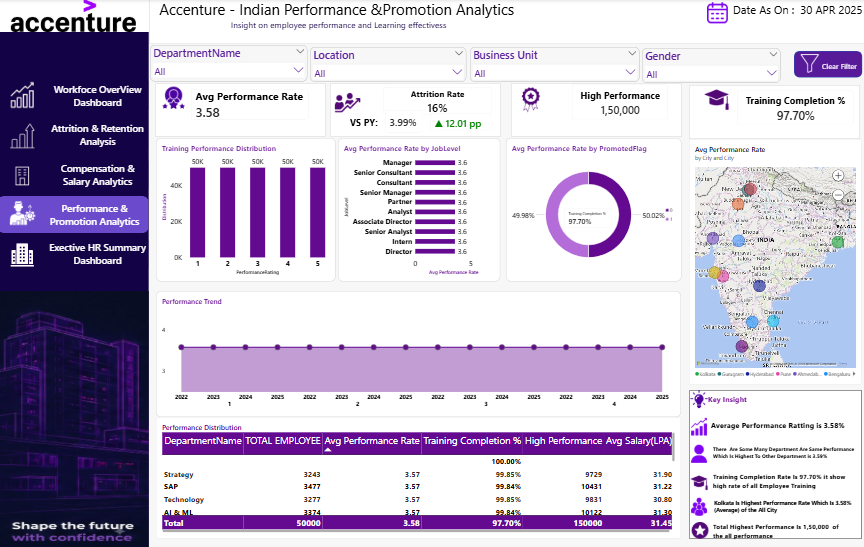 accenture
Accenture - Indian Performance &Promotion Analytics
Insight on employee performance and Learning effectivess
Date As On : 30 APR 2025
DepartmentName
All
Location
All
Business Unit
All
Gender
All
Clear Filter
Workfoce OverView
Dashboard
Attrition & Retention
Analysis
Compensation &
Salary Analytics
Performance &
Promotion Analytics
Exective HR Summary
Dashboard
Shape the future
with confidence
Avg Performance Rate
3.58
Attrition Rate
16%
VS PY: 3.99% ▲ 12.01 pp
High Performance
1,50,000
Training Completion %
97.70%
Training Performance Distribution
50K 50K 50K 50K 50K
40K
20K
0K
Distribution
1 2 3 4 5
PerformanceRating
Avg Performance Rate by JobLevel
JobLevel
Manager 3.6
Senior Consultant 3.6
Consultant 3.6
Senior Manager 3.6
Partner 3.6
Analyst 3.6
Associate Director 3.6
Senior Analyst 3.6
Intern 3.6
Director 3.6
0
Avg Performance Rate
Avg Performance Rate by PromotedFlag
49.98%
Training Completion %
97.70%
50.02%
Avg Performance Rate
by City and City
INDIA
Bhopal
Chennai
Kolkata Gurugram Hyderabad Pune Ahmedab... Bengaluru
Performance Trend
4
3
2022 2023 2024 2025 2022 2023 2024 2025 2022 2023 2024 2025 2022 2023 2024 2025
1 2 3 4
Performance Distribution
DepartmentName TOTAL EMPLOYEE Avg Performance Rate Training Completion % High Performance Avg Salary(LPA)
100.00%
Strategy 3243 3.57 99.85% 9729 31.90
SAP 3477 3.57 99.84% 10431 31.22
Technology 3277 3.57 99.85% 9831 30.80
AI & ML 3374 3.57 99.84% 10122 31.30
Total 50000 3.58 97.70% 150000 31.45
Key Insight
Average Performance Ratting is 3.58%
There Are Some Many Department Are Same Performance
Which Is Highest To Other Department is 3.59%
Training Completion Rate Is 97.70% it show
high rate of all Employee Training
Kolkata Is Highest Performance Rate Which Is 3.58%
(Average) of the All City
Total Highest Performance Is 1,50,000 of
the all performance